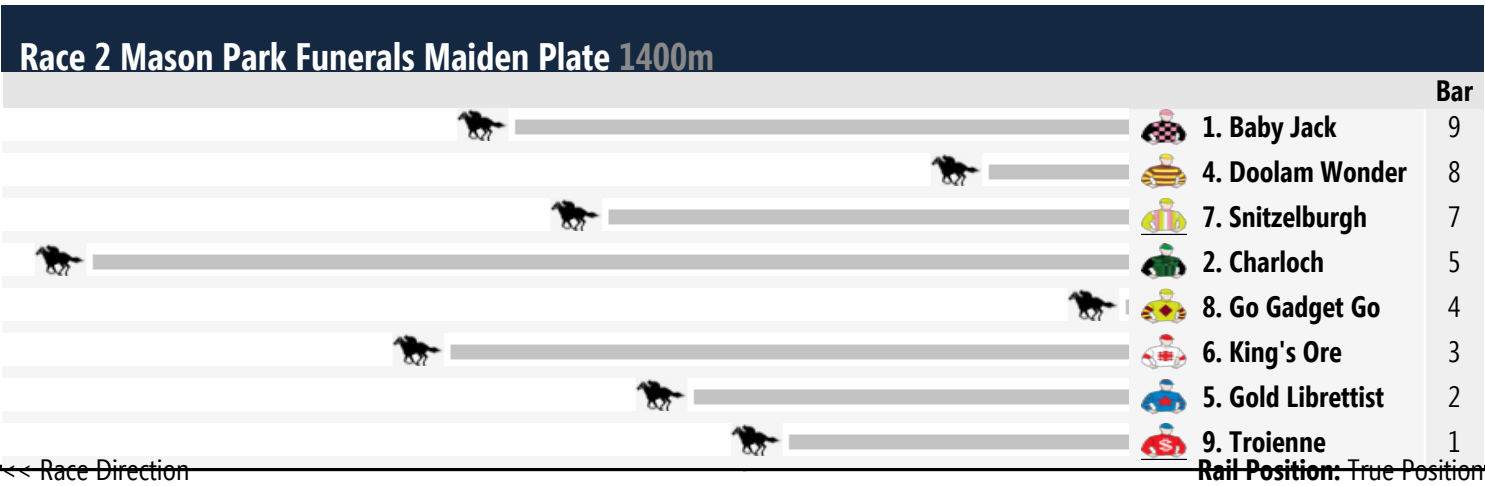 Race 2 Mason Park Funerals Maiden Plate 1400m
Bar
1. Baby Jack 9
4. Doolam Wonder 8
7. Snitzelburgh 7
2. Charloch 5
8. Go Gadget Go 4
6. King's Ore 3
5. Gold Librettist 2
S 9. Troienne 1
<< Race Direction Rail Position: True Position